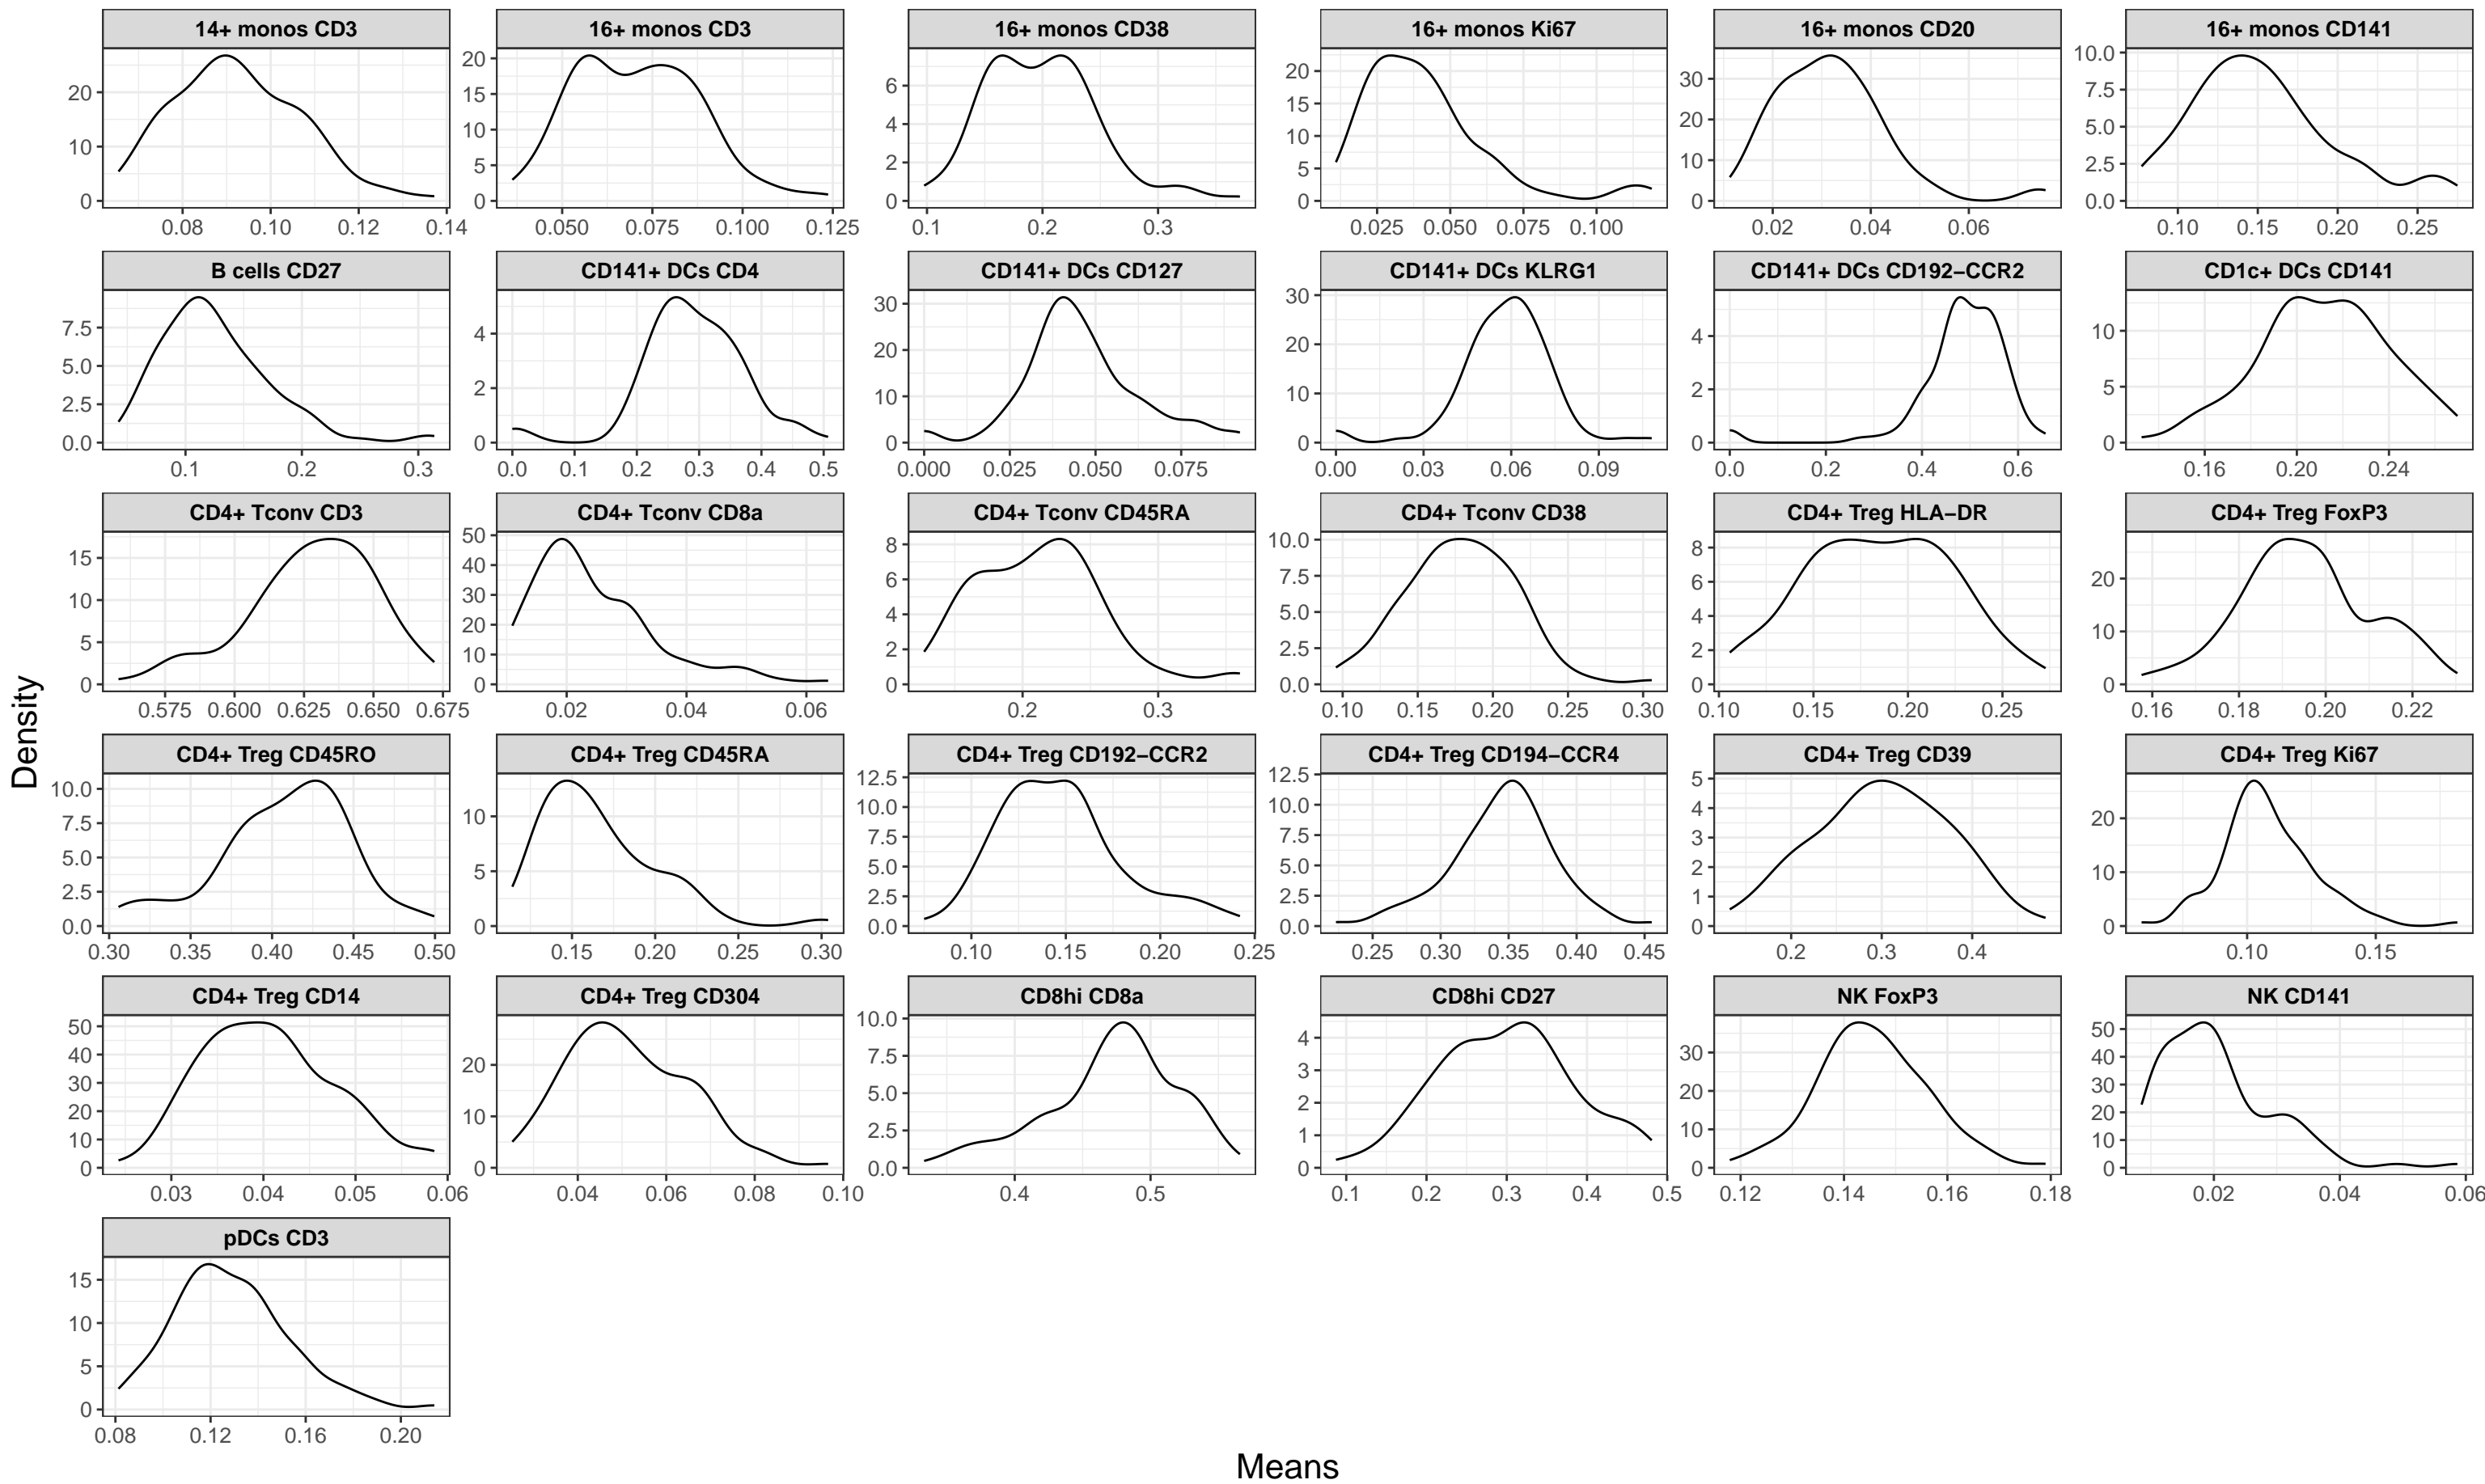 14+ monos CD3
16+ monos CD3
16+ monos CD38
16+ monos Ki67
16+ monos CD20
16+ monos CD141
20
10
0
0.08 0.10 0.12 0.14
20
15
10
5
0
0.050 0.075 0.100 0.125
6
4
2
0
0.1 0.2 0.3
20
15
10
5
0
0.025 0.050 0.075 0.100
30
20
10
0
0.02 0.04 0.06
10.0
7.5
5.0
2.5
0.0
0.10 0.15 0.20 0.25
B cells CD27
CD141+ DCs CD4
CD141+ DCs CD127
CD141+ DCs KLRG1
CD141+ DCs CD192−CCR2
CD1c+ DCs CD141
7.5
5.0
2.5
0.0
0.1 0.2 0.3
4
2
0
0.0 0.1 0.2 0.3 0.4 0.5
30
20
10
0
0.000 0.025 0.050 0.075
30
20
10
0
0.00 0.03 0.06 0.09
4
2
0
0.0 0.2 0.4 0.6
10
5
0
0.16 0.20 0.24
CD4+ Tconv CD3
CD4+ Tconv CD8a
CD4+ Tconv CD45RA
CD4+ Tconv CD38
CD4+ Treg HLA−DR
CD4+ Treg FoxP3
15
10
5
0
0.575 0.600 0.625 0.650 0.675
50
40
30
20
10
0
0.02 0.04 0.06
8
6
4
2
0
0.2 0.3
10.0
7.5
5.0
2.5
0.0
0.10 0.15 0.20 0.25 0.30
8
6
4
2
0
0.10 0.15 0.20 0.25
20
10
0
0.16 0.18 0.20 0.22
Density
CD4+ Treg CD45RO
CD4+ Treg CD45RA
CD4+ Treg CD192−CCR2
CD4+ Treg CD194−CCR4
CD4+ Treg CD39
CD4+ Treg Ki67
10.0
7.5
5.0
2.5
0.0
0.30 0.35 0.40 0.45 0.50
10
5
0
0.15 0.20 0.25 0.30
12.5
10.0
7.5
5.0
2.5
0.0
0.10 0.15 0.20 0.25
12.5
10.0
7.5
5.0
2.5
0.0
0.25 0.30 0.35 0.40 0.45
5
4
3
2
1
0
0.2 0.3 0.4
20
10
0
0.10 0.15
CD4+ Treg CD14
CD4+ Treg CD304
CD8hi CD8a
CD8hi CD27
NK FoxP3
NK CD141
50
40
30
20
10
0
0.03 0.04 0.05 0.06
20
10
0
0.04 0.06 0.08 0.10
10.0
7.5
5.0
2.5
0.0
0.4 0.5
4
3
2
1
0
0.1 0.2 0.3 0.4 0.5
30
20
10
0
0.12 0.14 0.16 0.18
50
40
30
20
10
0
0.02 0.04 0.06
pDCs CD3
15
10
5
0
0.08 0.12 0.16 0.20
Means